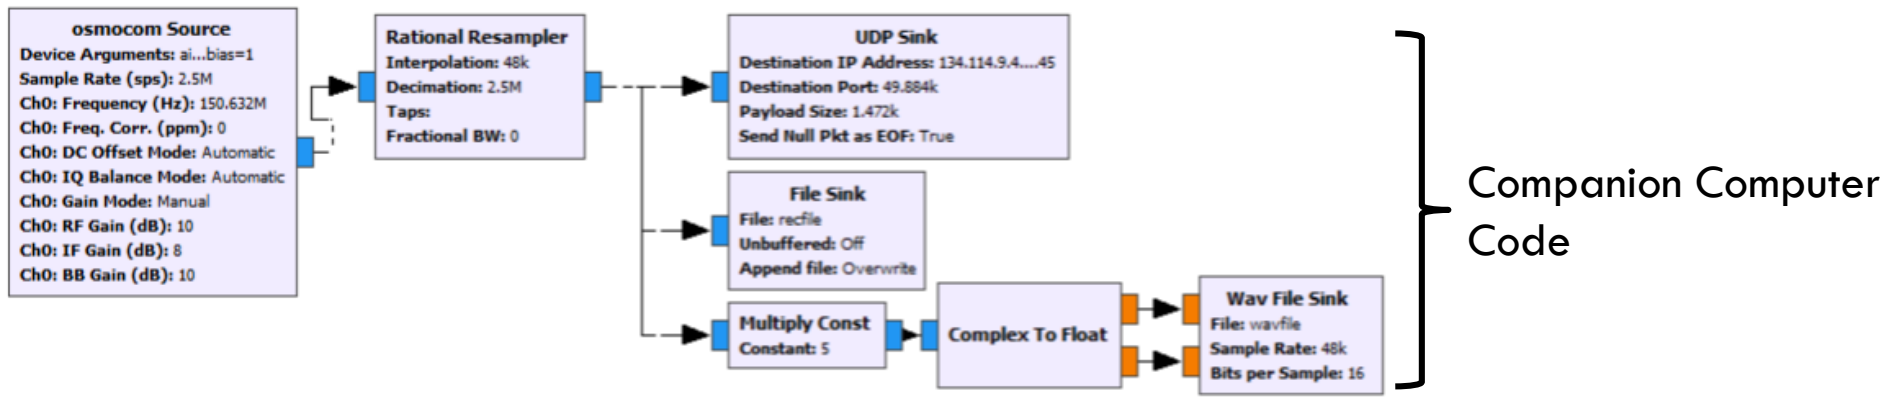 osmocom Source
Device Arguments: ai...bias=1
Sample Rate (sps): 2.5M
Ch0: Frequency (Hz): 150.632M
Ch0: Freq. Corr. (ppm): 0
Ch0: DC Offset Mode: Automatic
Ch0: IQ Balance Mode: Automatic
Ch0: Gain Mode: Manual
Ch0: RF Gain (dB): 10
Ch0: IF Gain (dB): 8
Ch0: BB Gain (dB): 10
Rational Resampler
Interpolation: 48k
Decimation: 2.5M
Taps:
Fractional BW: 0
UDP Sink
Destination IP Address: 134.114.9.4....45
Destination Port: 49.884k
Payload Size: 1.472k
Send Null Pkt as EOF: True
File Sink
File: recfile
Unbuffered: Off
Append file: Overwrite
Multiply Const
Constant: 5
Complex To Float
Wav File Sink
File: wavfile
Sample Rate: 48k
Bits per Sample: 16
Companion Computer
Code